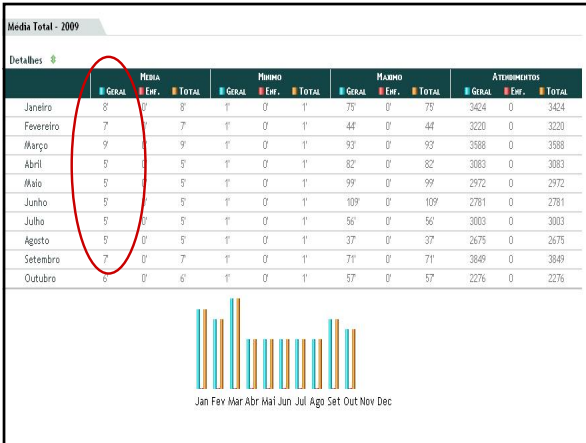 Média Total - 2009
Detalhes
MEDIA MINIMO MAXIMO ATENDIMENTOS
GERAL ENF. TOTAL GERAL ENF. TOTAL GERAL ENF. TOTAL GERAL ENF. TOTAL
Janeiro 8' 0' 8' 1' 0' 1' 75' 0' 75' 3424 0 3424
Fevereiro 7' 0' 7' 1' 0' 1' 44' 0' 44' 3220 0 3220
Março 9' 0' 9' 1' 0' 1' 93' 0' 93' 3588 0 3588
Abril 5' 0' 5' 1' 0' 1' 82' 0' 82' 3083 0 3083
Maio 5' 0' 5' 1' 0' 1' 99' 0' 99' 2972 0 2972
Junho 5' 0' 5' 1' 0' 1' 109' 0' 109' 2781 0 2781
Julho 5' 0' 5' 1' 0' 1' 56' 0' 56' 3003 0 3003
Agosto 5' 0' 5' 1' 0' 1' 37' 0' 37' 2675 0 2675
Setembro 7' 0' 7' 1' 0' 1' 71' 0' 71' 3849 0 3849
Outubro 6' 0' 6' 1' 0' 1' 57' 0' 57' 2276 0 2276
Jan Fev Mar Abr Mai Jun Jul Ago Set Out Nov Dec